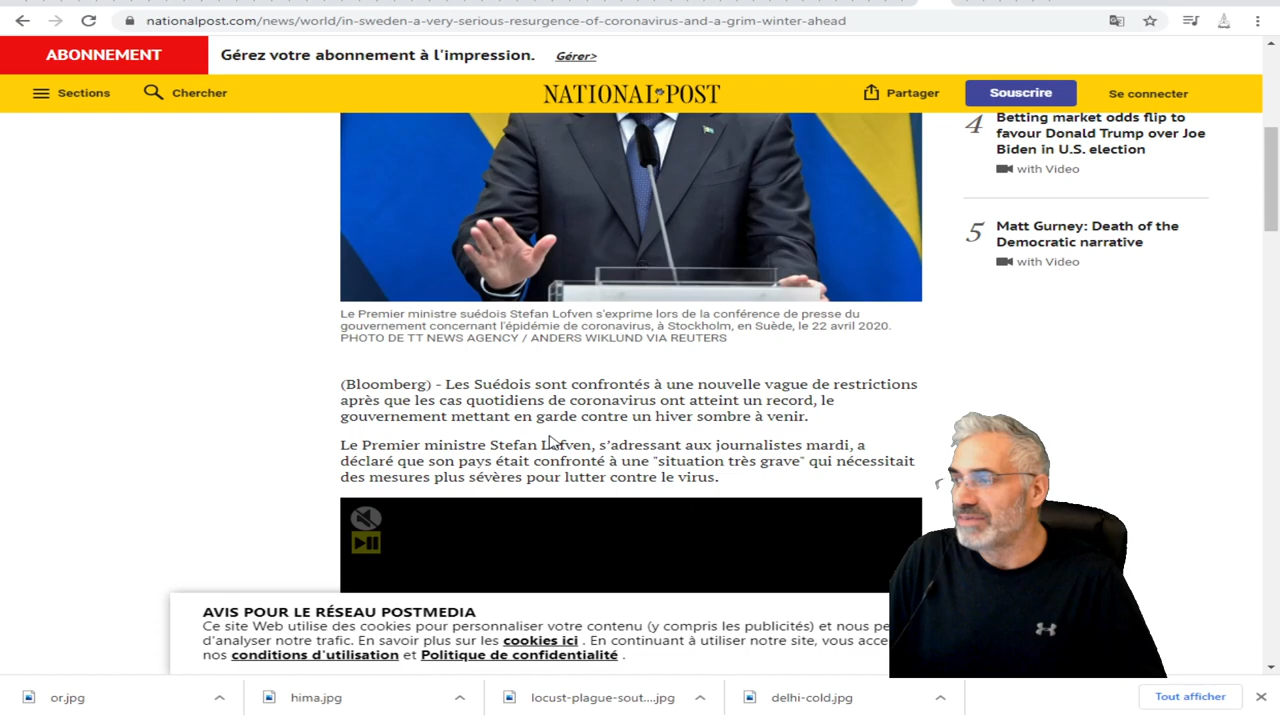 nationalpost.com/news/world/in-sweden-a-very-serious-resurgence-of-coronavirus-and-a-grim-winter-ahead
ABONNEMENT
Gérez votre abonnement à l'impression. Gérer>
Sections
Chercher
NATIONAL POST
Partager
Souscrire
Se connecter
4 Betting market odds flip to
favour Donald Trump over Joe
Biden in U.S. election
with Video
5 Matt Gurney: Death of the
Democratic narrative
with Video
Le Premier ministre suédois Stefan Lofven s'exprime lors de la conférence de presse du
gouvernement concernant l'épidémie de coronavirus, à Stockholm, en Suède, le 22 avril 2020.
PHOTO DE TT NEWS AGENCY / ANDERS WIKLUND VIA REUTERS
(Bloomberg) - Les Suédois sont confrontés à une nouvelle vague de restrictions
après que les cas quotidiens de coronavirus ont atteint un record, le
gouvernement mettant en garde contre un hiver sombre à venir.
Le Premier ministre Stefan Lofven, s'adressant aux journalistes mardi, a
déclaré que son pays était confronté à une "situation très grave" qui nécessitait
des mesures plus sévères pour lutter contre le virus.
AVIS POUR LE RÉSEAU POSTMEDIA
Ce site Web utilise des cookies pour personnaliser votre contenu (y compris les publicités) et nous pe
d'analyser notre trafic. En savoir plus sur les cookies ici . En continuant à utiliser notre site, vous acce
nos conditions d'utilisation et Politique de confidentialité .
or.jpg
hima.jpg
locust-plague-sout....jpg
delhi-cold.jpg
Tout afficher